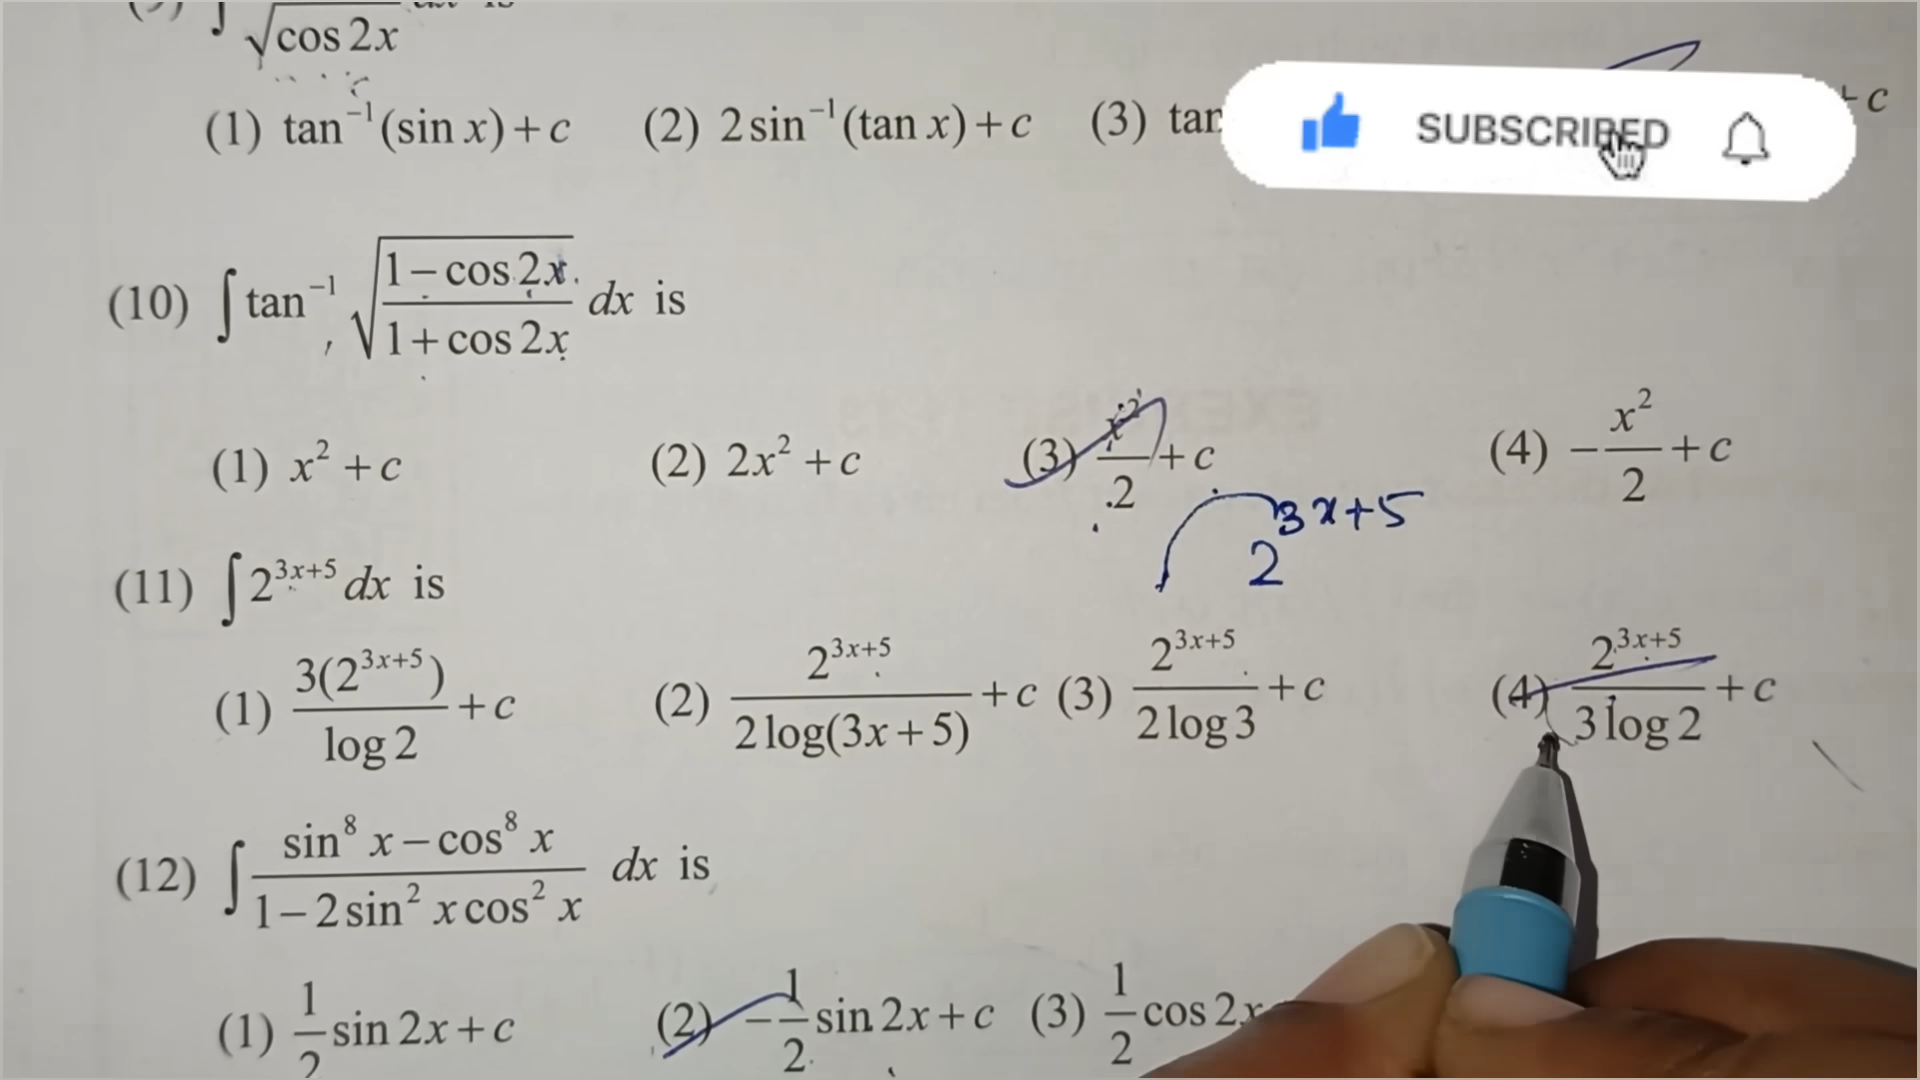 √cos 2x
(1) tan⁻¹(sin x)+c (2) 2sin⁻¹(tan x)+c (3) tan +c
SUBSCRIBED
(10) ∫tan⁻¹ √((1−cos 2x)/(1+cos 2x)) dx is
(1) x² +c (2) 2x² +c (3) x²/2 +c (4) −x²/2 +c
2^(3x+5)
(11) ∫2^(3x+5) dx is
(1) 3(2^(3x+5))/log 2 +c (2) 2^(3x+5)/(2 log(3x+5)) +c (3) 2^(3x+5)/(2 log 3) +c (4) 2^(3x+5)/(3 log 2) +c
(12) ∫(sin⁸ x−cos⁸ x)/(1−2sin² x cos² x) dx is
(1) 1/2 sin 2x+c (2) −1/2 sin 2x+c (3) 1/2 cos 2x